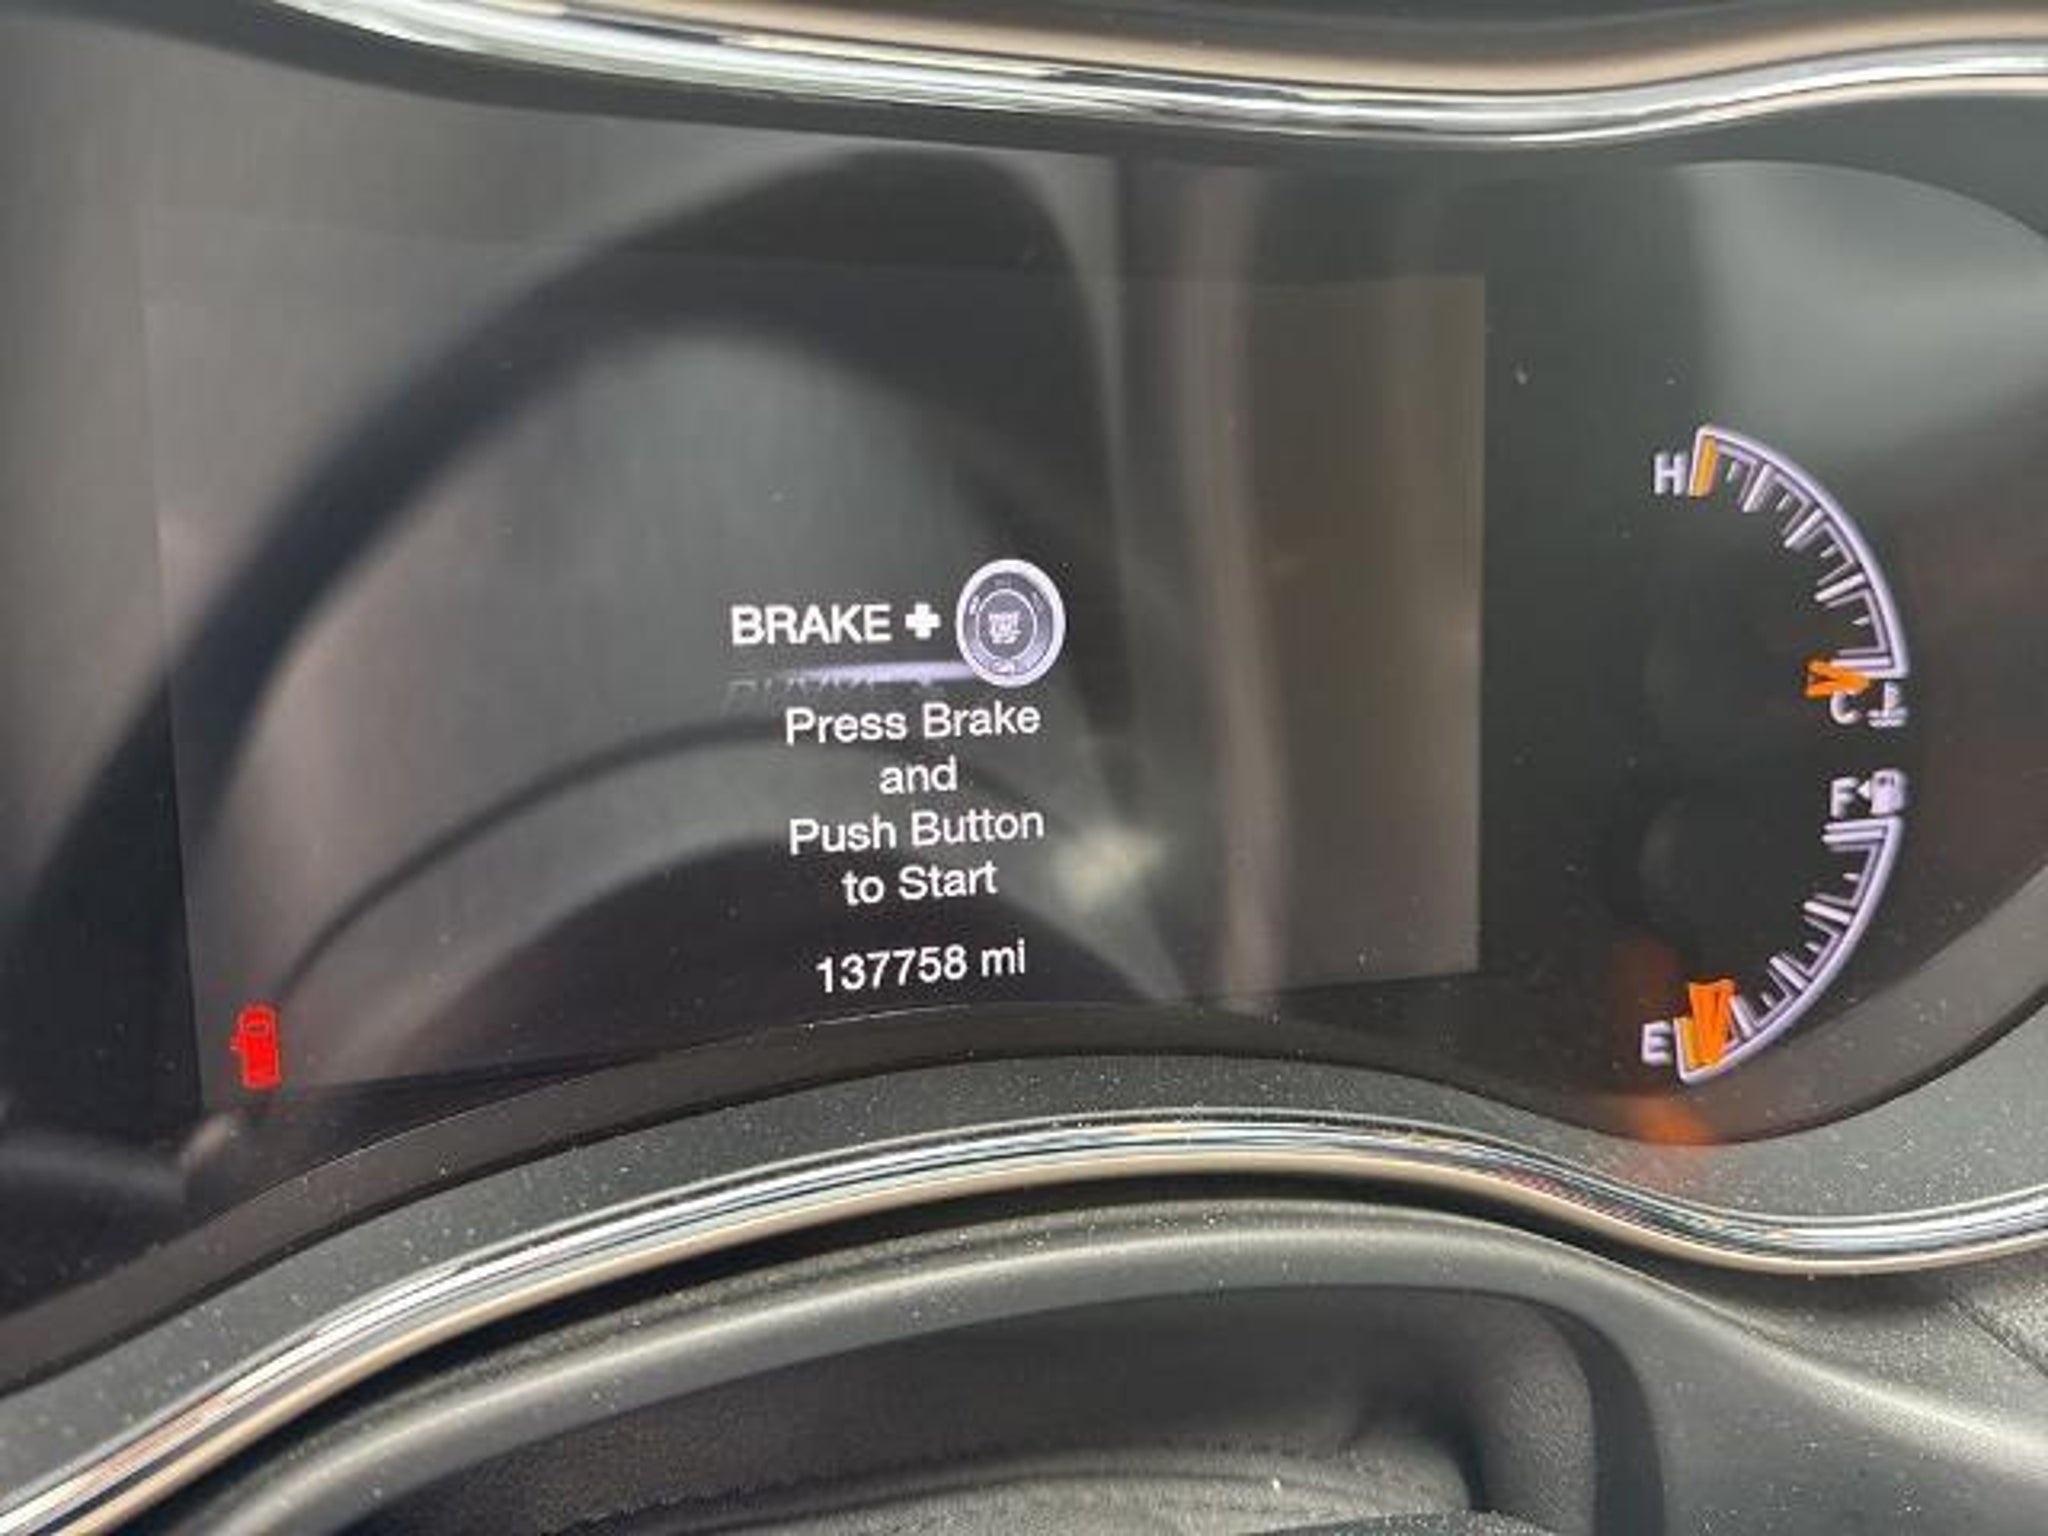 BRAKE +
Press Brake
and
Push Button
to Start
137758 mi
H
C
F
E